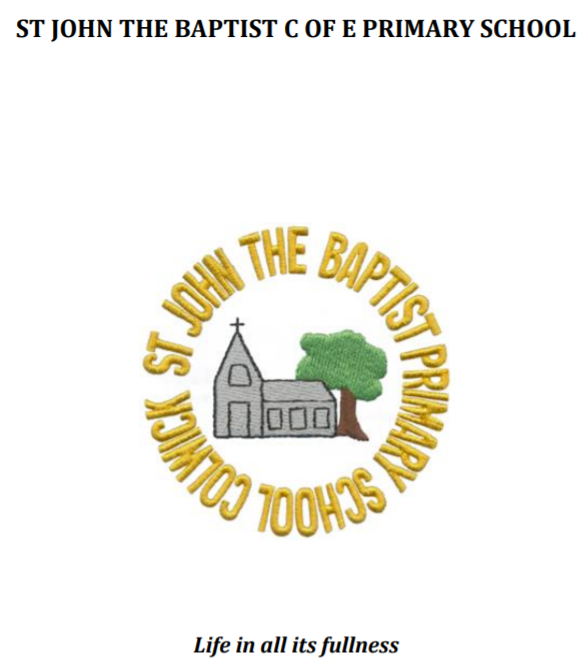 ST JOHN THE BAPTIST C OF E PRIMARY SCHOOL
ST JOHN THE BAPTIST PRIMARY SCHOOL COLWICK
Life in all its fullness